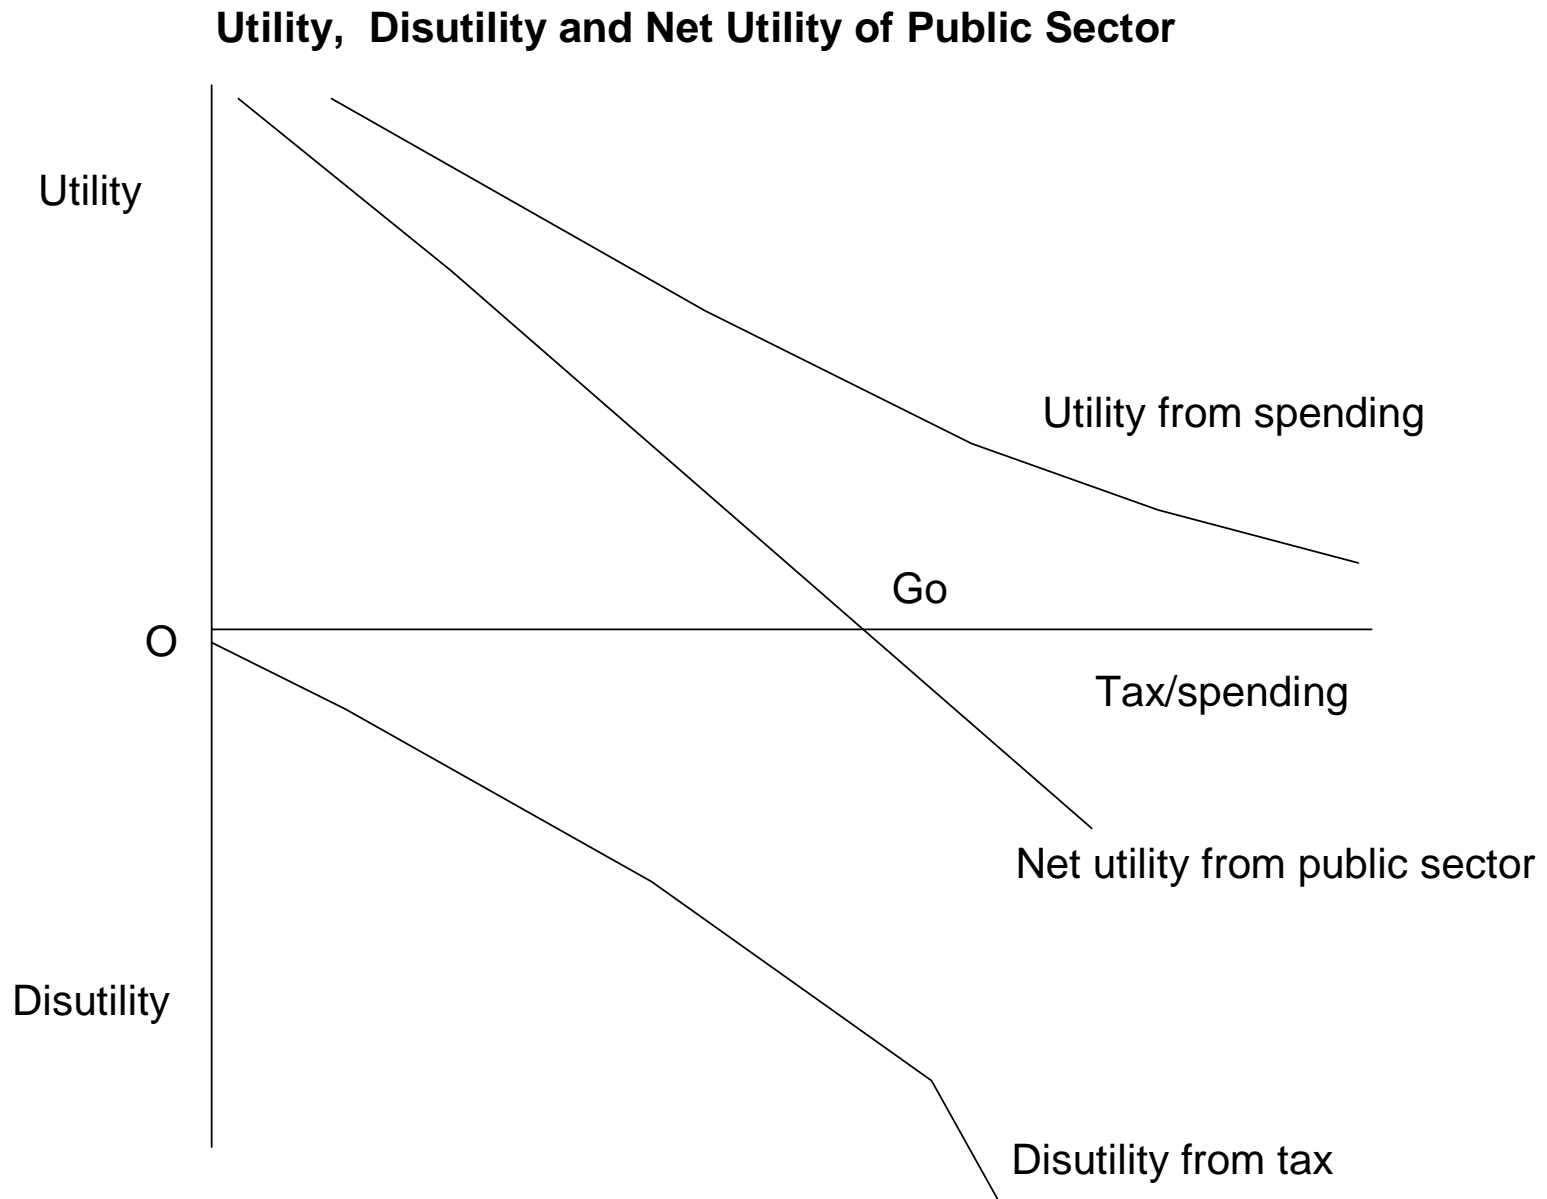 Utility,  Disutility and Net Utility of Public Sector
Utility
Utility from spending
Go
O
Tax/spending
Net utility from public sector
Disutility
Disutility from tax